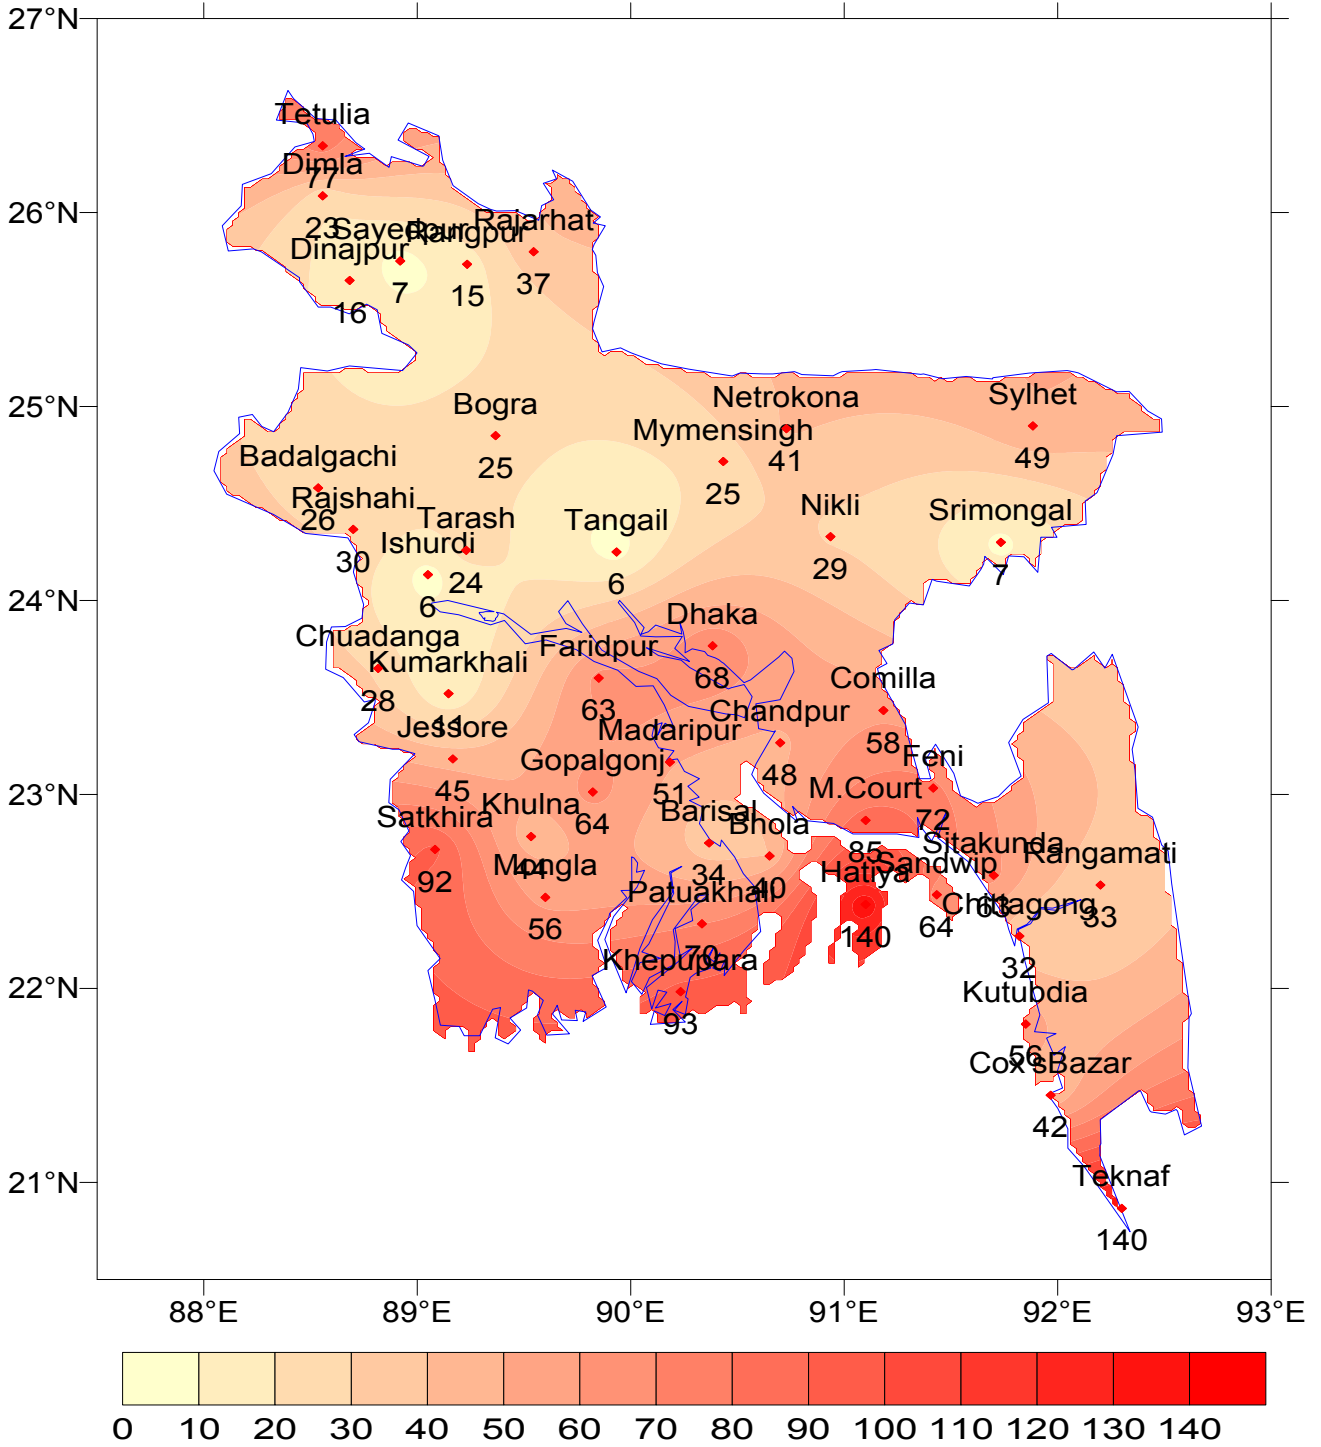 27°N
Tetulia
Dimla
77
26°N
Rajarhat
23
Sayedpur
Rangpur
Dinajpur
37
7
15
16
25°N
Netrokona
Sylhet
Bogra
Mymensingh
Badalgachi
41
49
25
25
Rajshahi
Nikli
Srimongal
26
Tarash
Tangail
Ishurdi
30
29
7
24
6
24°N
6
Dhaka
Chuadanga
Faridpur
Kumarkhali
68
Comilla
28
63
Chandpur
11
Jessore
Madaripur
58
Feni
Gopalgonj
48
23°N
45
51
M.Court
Khulna
Barisal
Satkhira
64
Bhola
72
Sitakunda
85
Rangamati
Mongla
44
Sandwip
Hatiya
92
34
40
Patuakhali
63
Chittagong
33
56
140
64
70
Khepupara
32
22°N
Kutubdia
93
56
Cox'sBazar
42
21°N
Teknaf
140
88°E 89°E 90°E 91°E 92°E 93°E
0 10 20 30 40 50 60 70 80 90 100 110 120 130 140